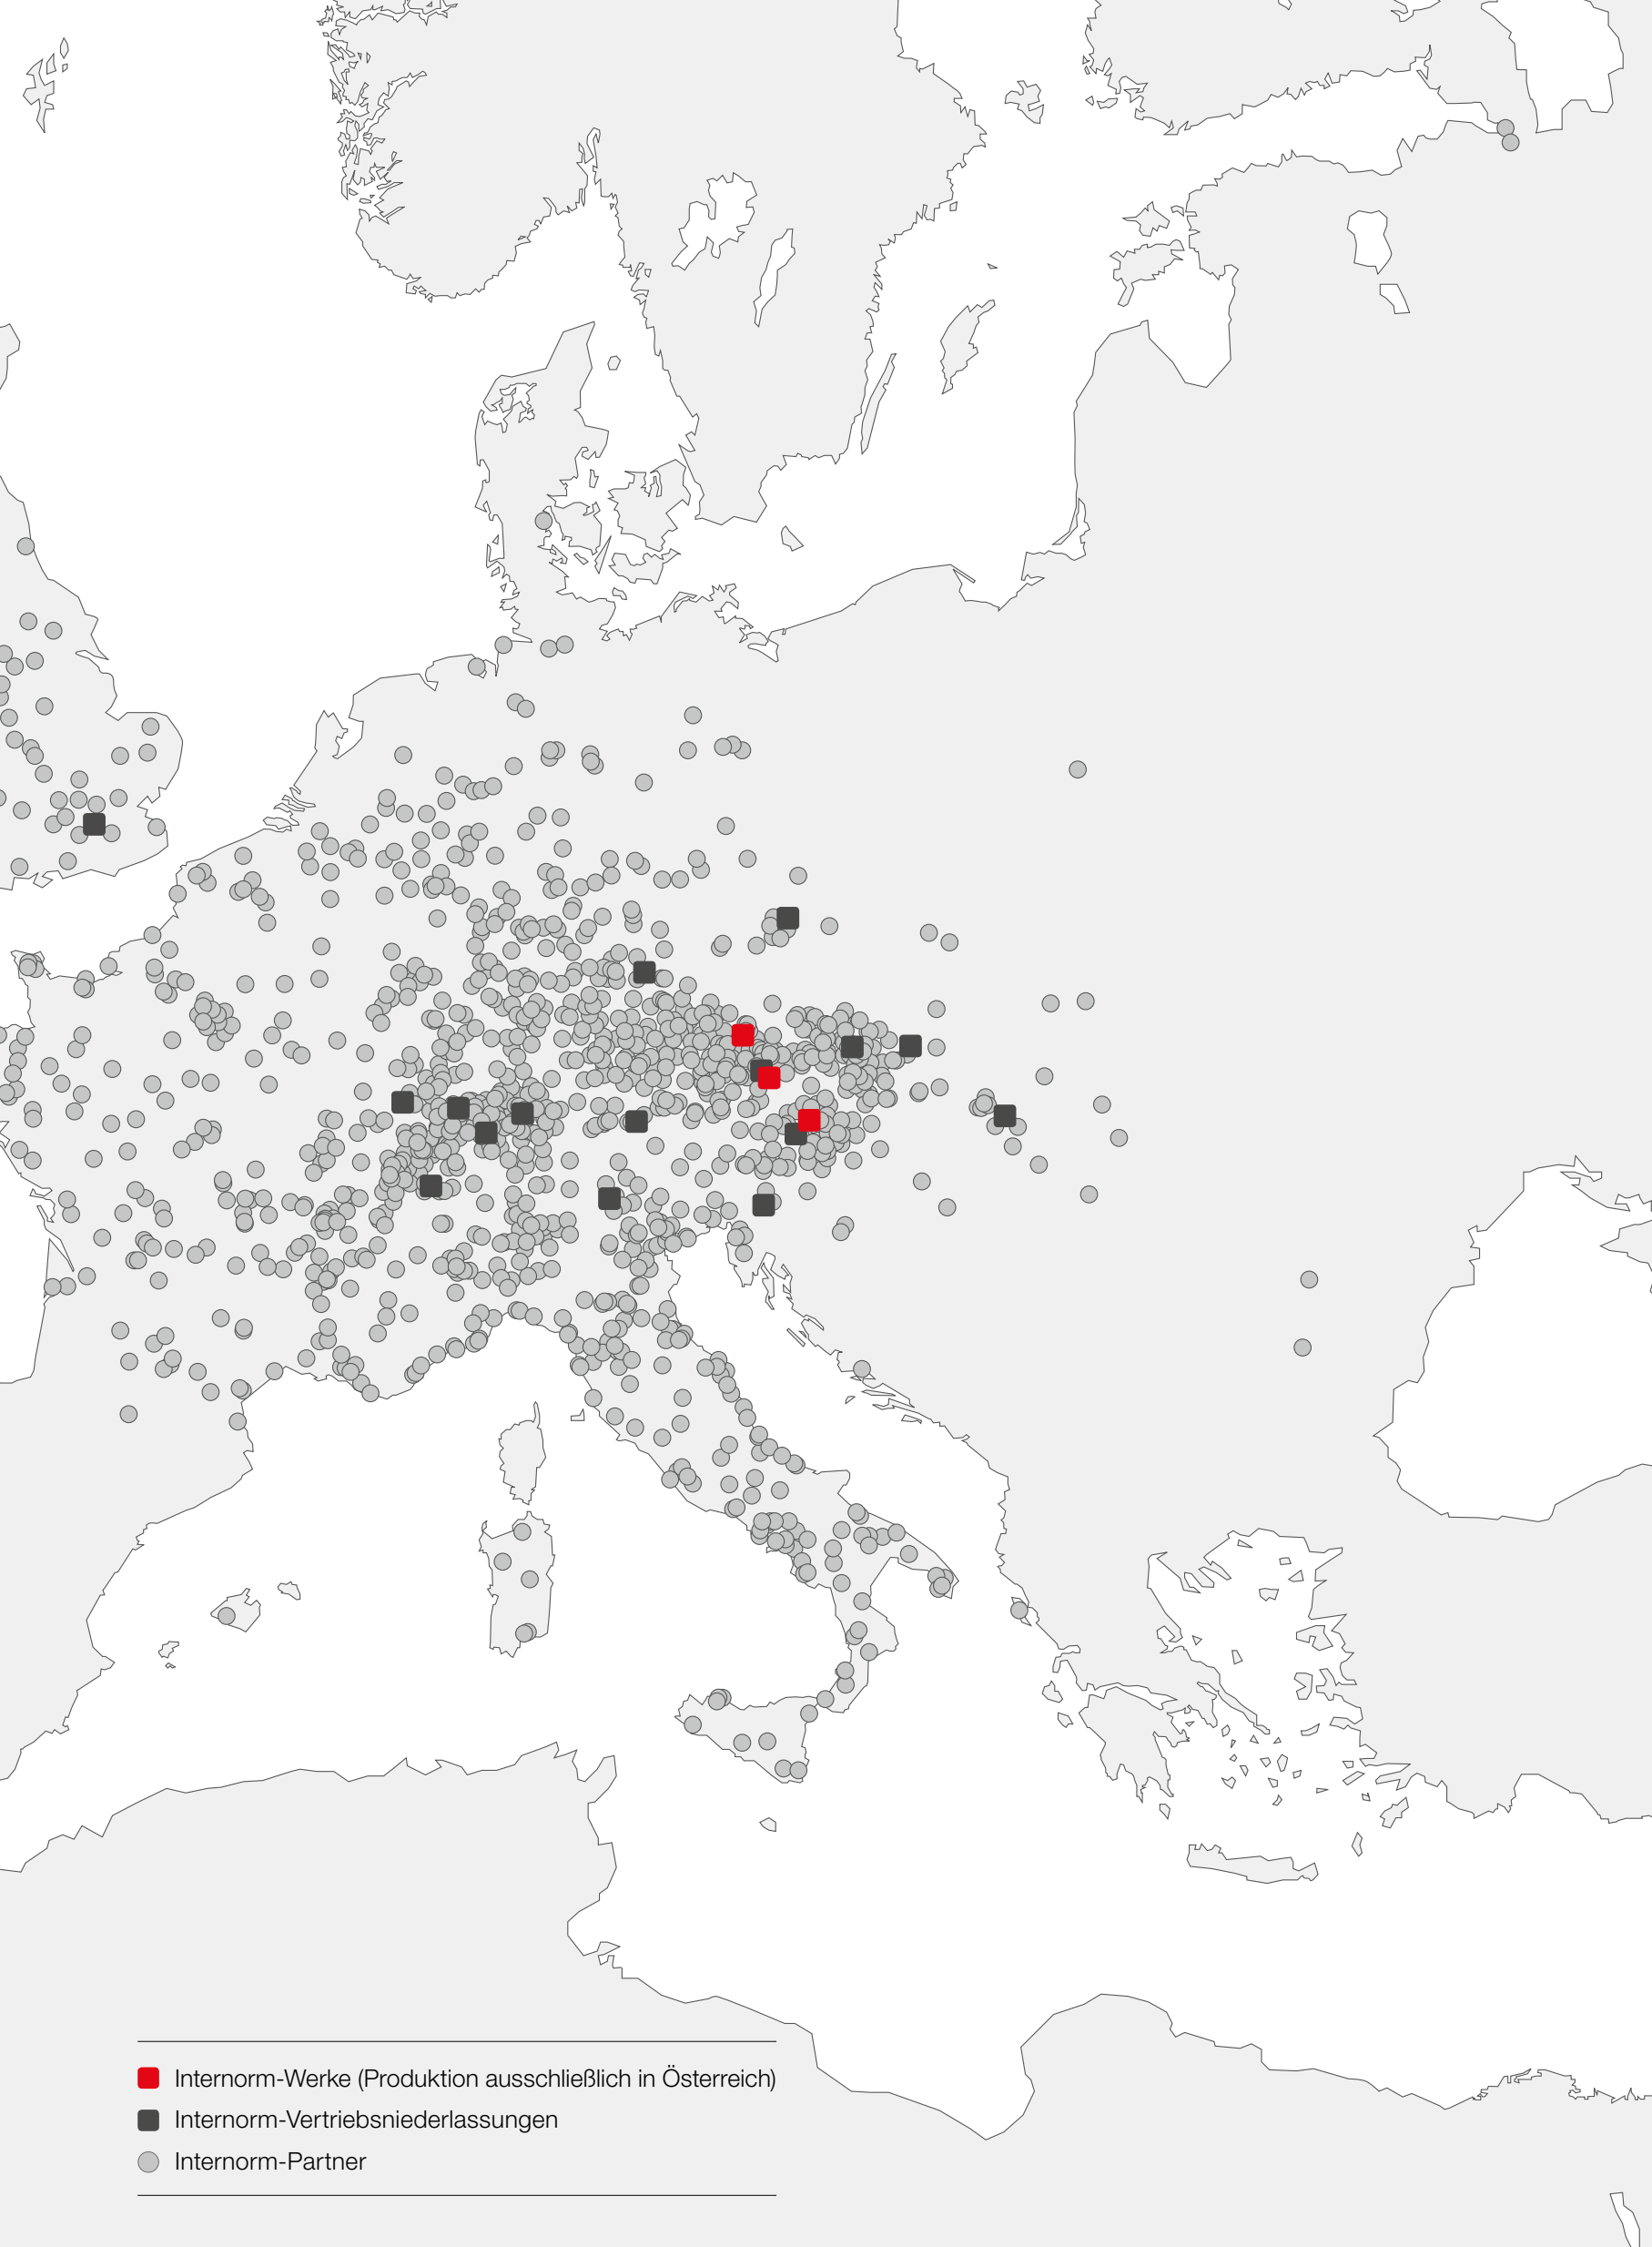 Internorm-Werke (Produktion ausschließlich in Österreich)
Internorm-Vertriebsniederlassungen
Internorm-Partner